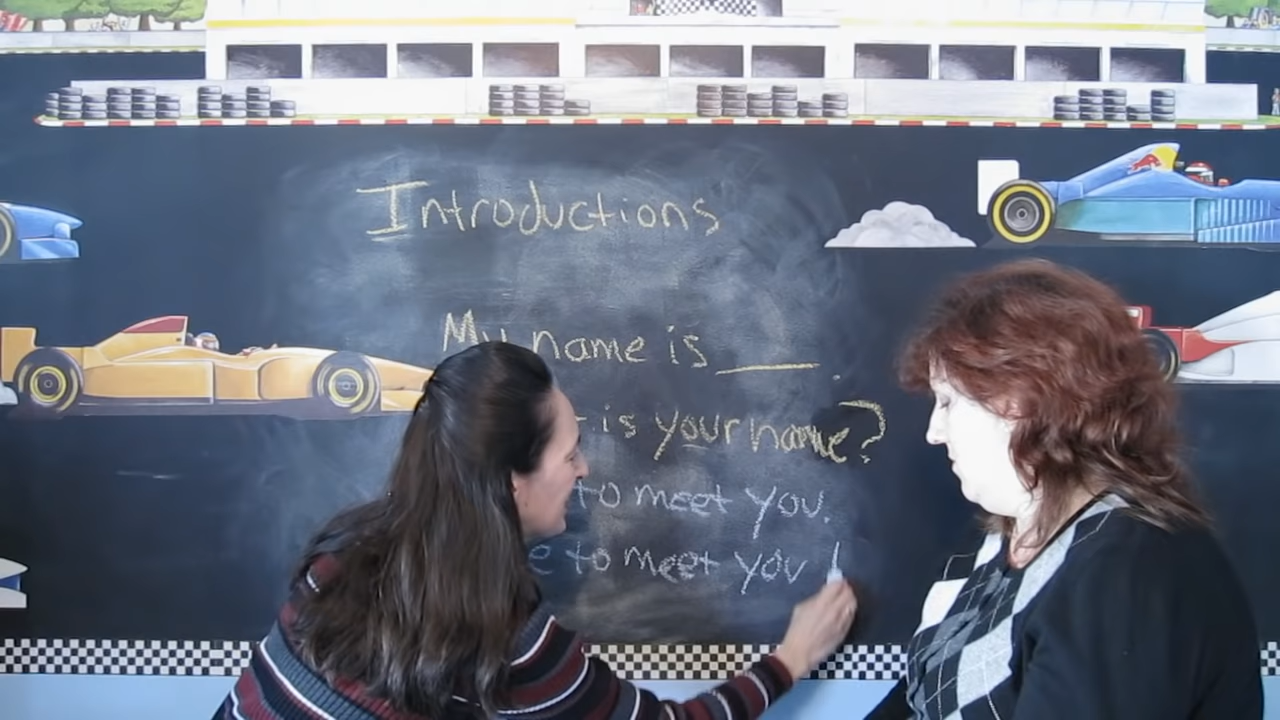 Introductions
My name is ____.
is your name?
to meet you.
to meet you!